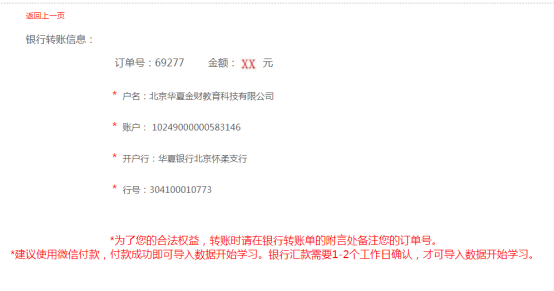 返回上一页
银行转账信息：
订单号：69277 金额： XX 元
* 户名：北京华夏金财教育科技有限公司
* 账户： 10249000000583146
* 开户行：华夏银行北京怀柔支行
* 行号：304100010773
*为了您的合法权益，转账时请在银行转账单的附言处备注您的订单号。
*建议使用微信付款，付款成功即可导入数据开始学习。银行汇款需要1-2个工作日确认，才可导入数据开始学习。